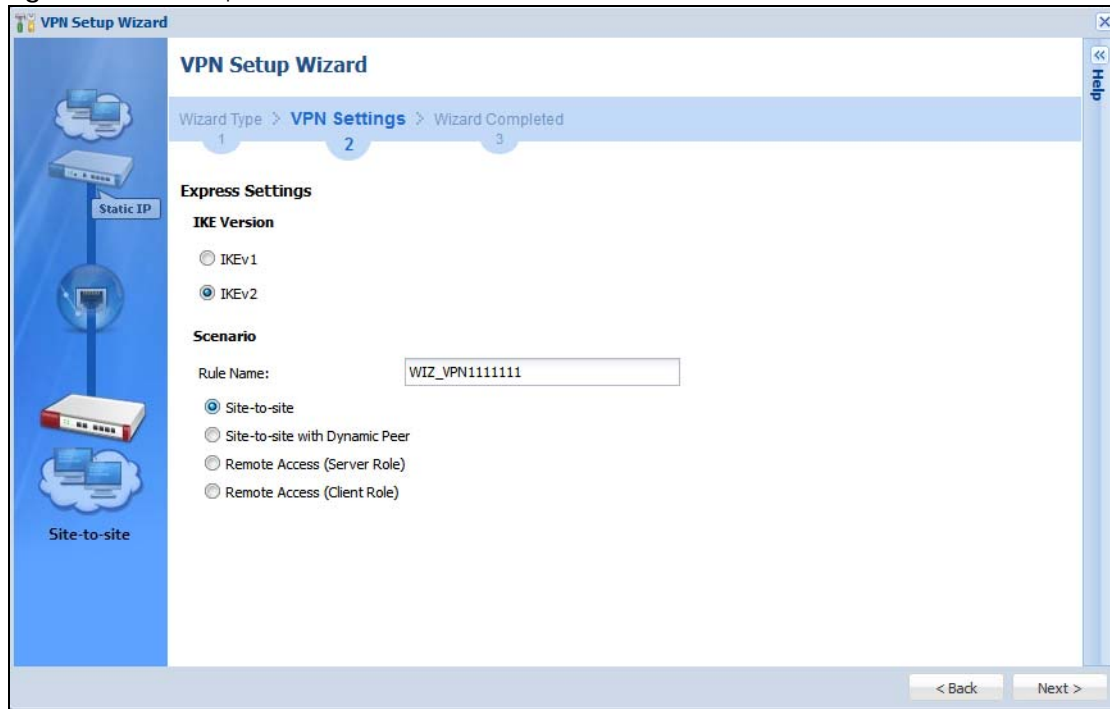 VPN Setup Wizard
VPN Setup Wizard
Help
Wizard Type > VPN Settings > Wizard Completed
1 2 3
Static IP
Express Settings
IKE Version
IKEv1
IKEv2
Scenario
Rule Name: WIZ_VPN1111111
Site-to-site
Site-to-site with Dynamic Peer
Remote Access (Server Role)
Remote Access (Client Role)
Site-to-site
< Back Next >